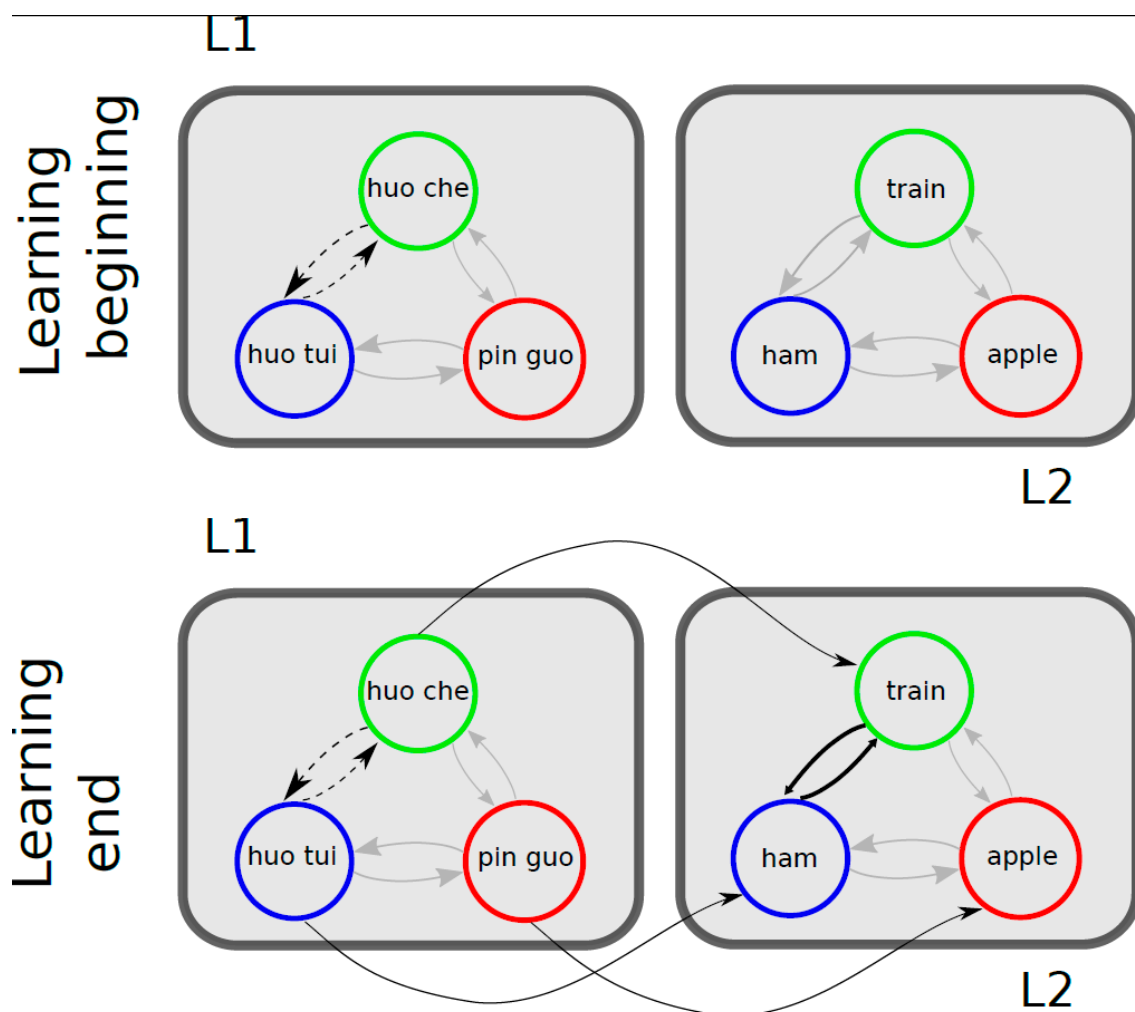 L1
Learning
beginning
huo che
huo tui
pin guo
train
ham
apple
L2
L1
Learning
end
huo che
huo tui
pin guo
train
ham
apple
L2